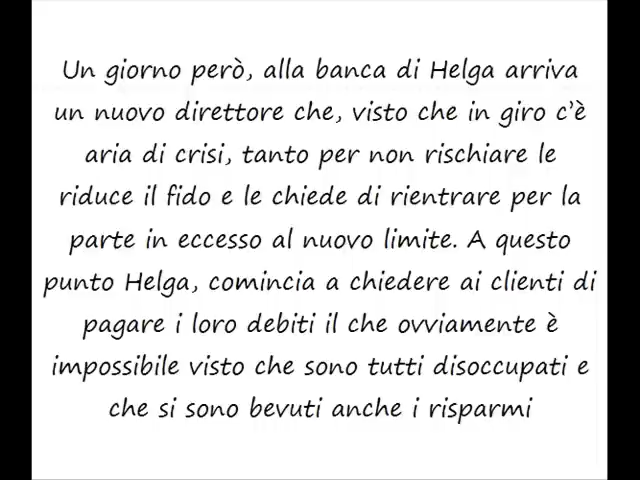 Un giorno però, alla banca di Helga arriva
un nuovo direttore che, visto che in giro c'è
aria di crisi, tanto per non rischiare le
riduce il fido e le chiede di rientrare per la
parte in eccesso al nuovo limite. A questo
punto Helga, comincia a chiedere ai clienti di
pagare i loro debiti il che ovviamente è
impossibile visto che sono tutti disoccupati e
che si sono bevuti anche i risparmi